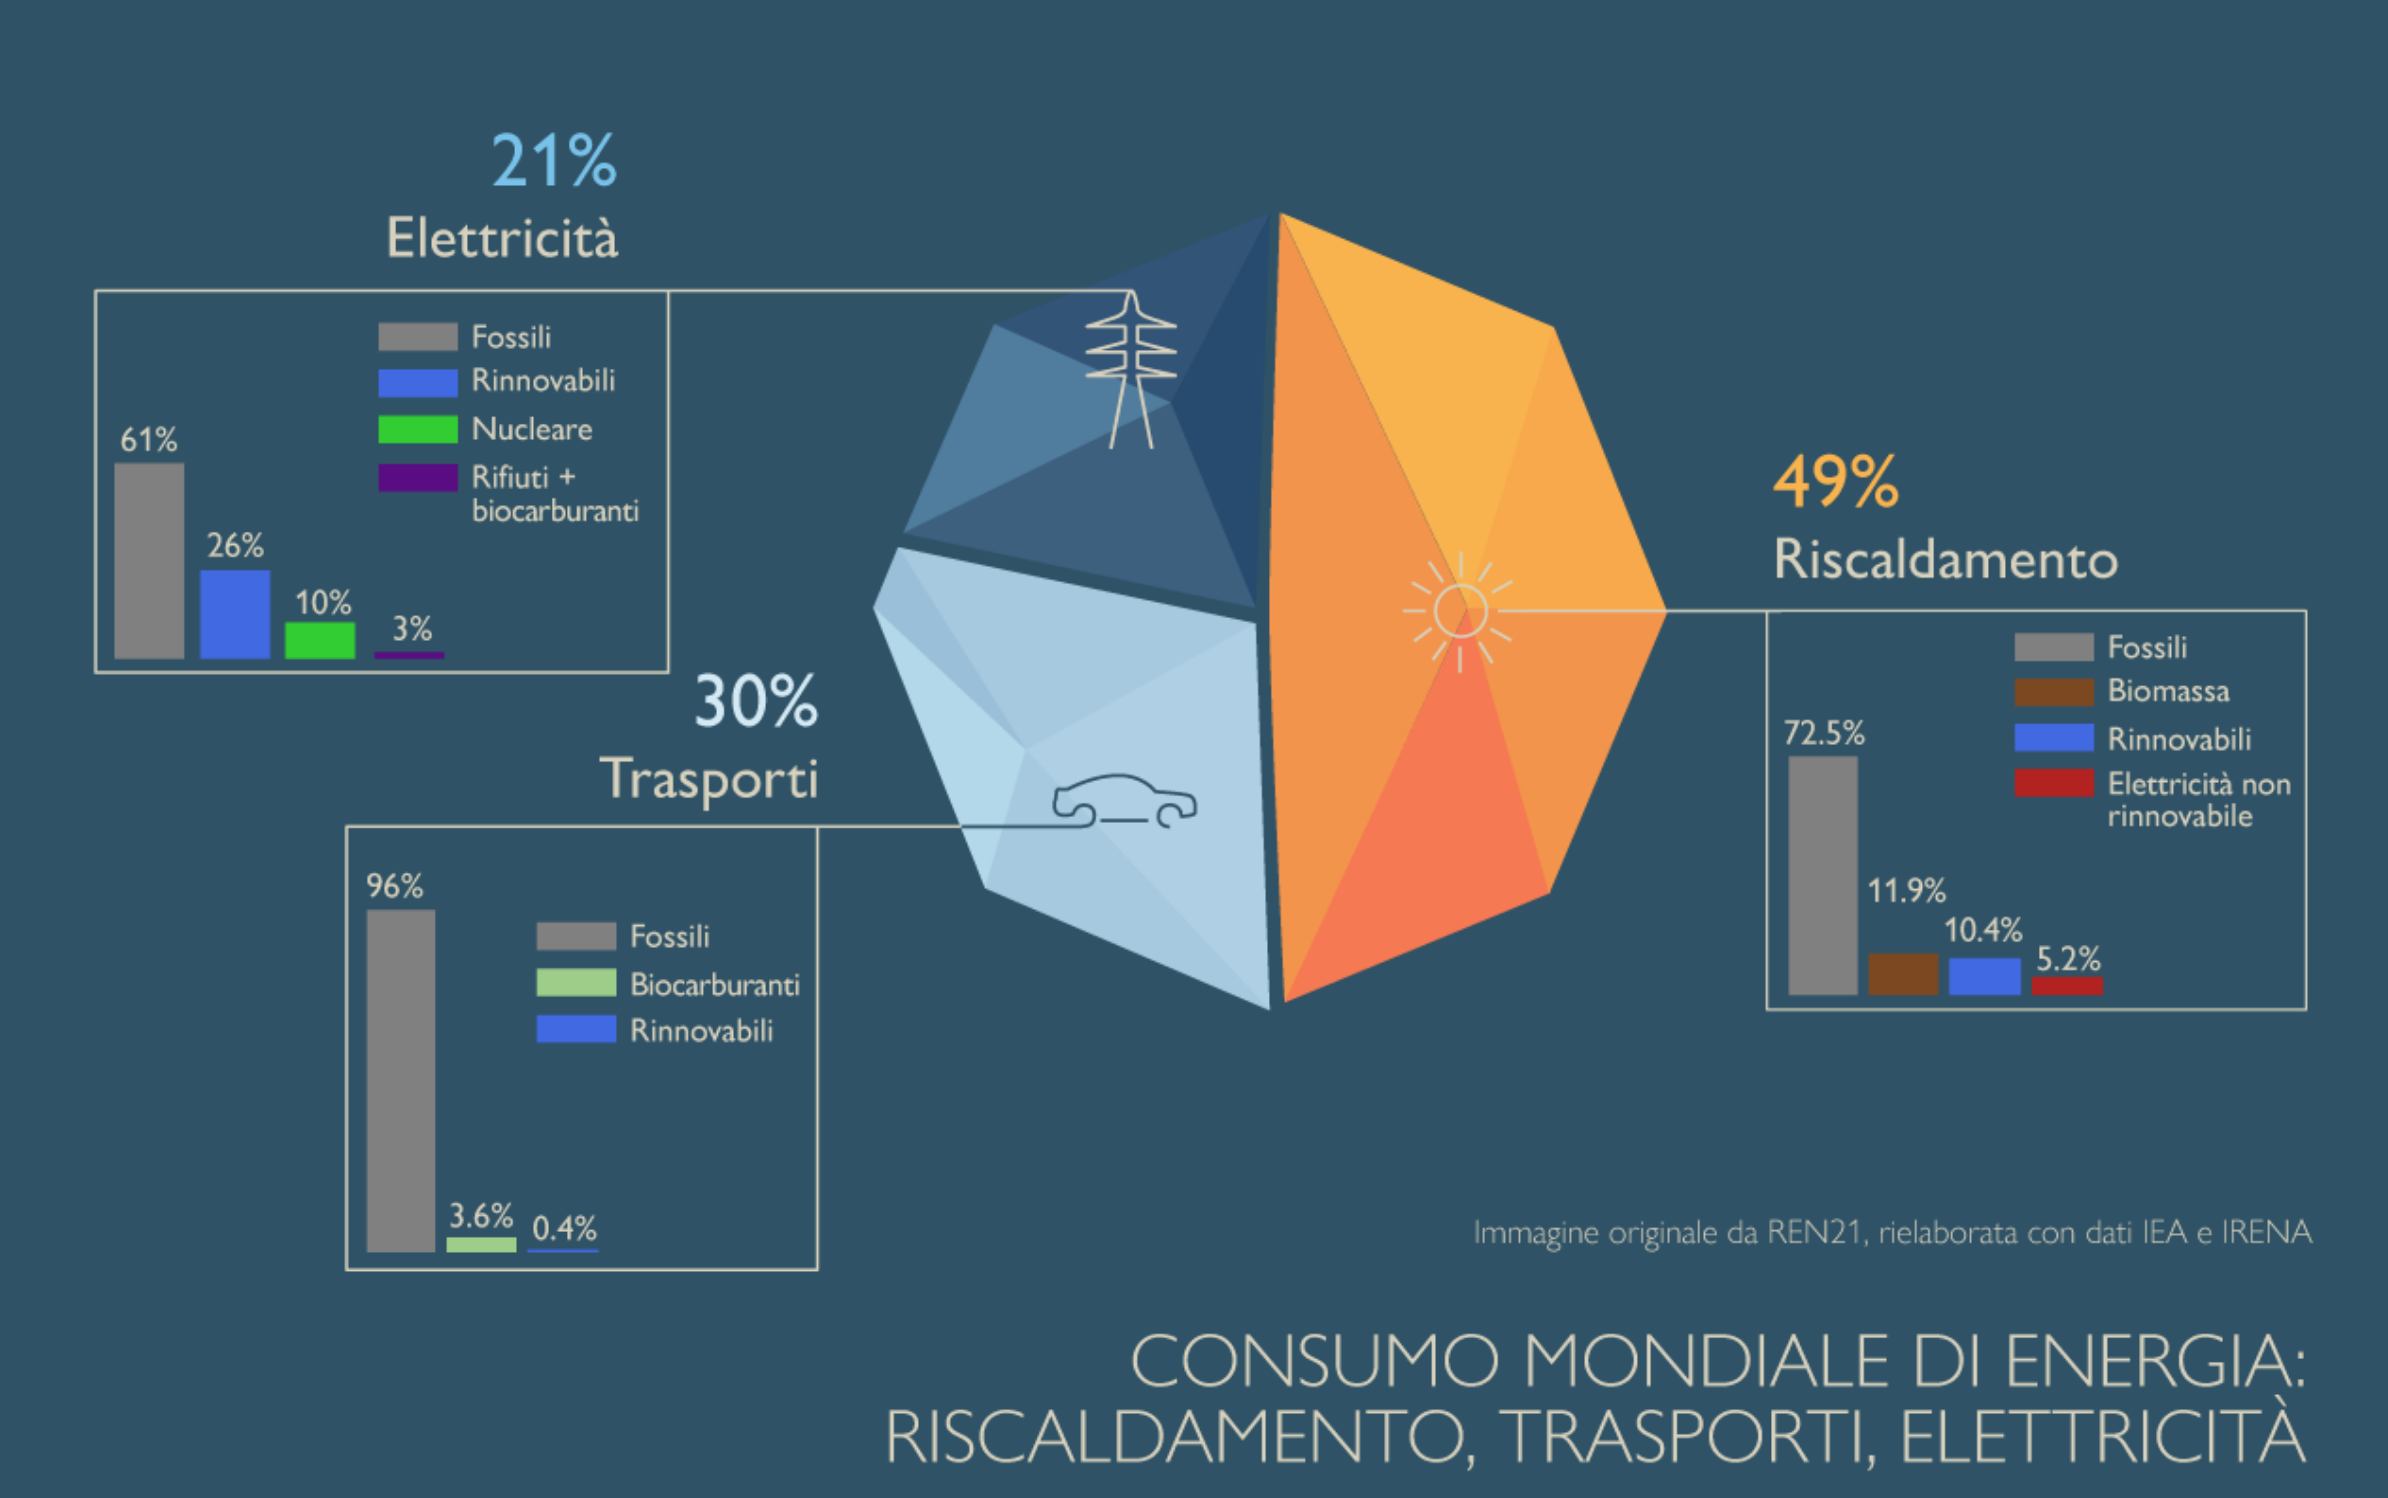 21%
Elettricità
Fossili
Rinnovabili
Nucleare
Rifiuti +
biocarburanti
61%
26%
10%
3%
49%
Riscaldamento
Fossili
Biomassa
Rinnovabili
Elettricità non
rinnovabile
72.5%
11.9%
10.4%
5.2%
30%
Trasporti
96%
Fossili
Biocarburanti
Rinnovabili
3.6%
0.4%
Immagine originale da REN21, rielaborata con dati IEA e IRENA
CONSUMO MONDIALE DI ENERGIA:
RISCALDAMENTO, TRASPORTI, ELETTRICITÀ